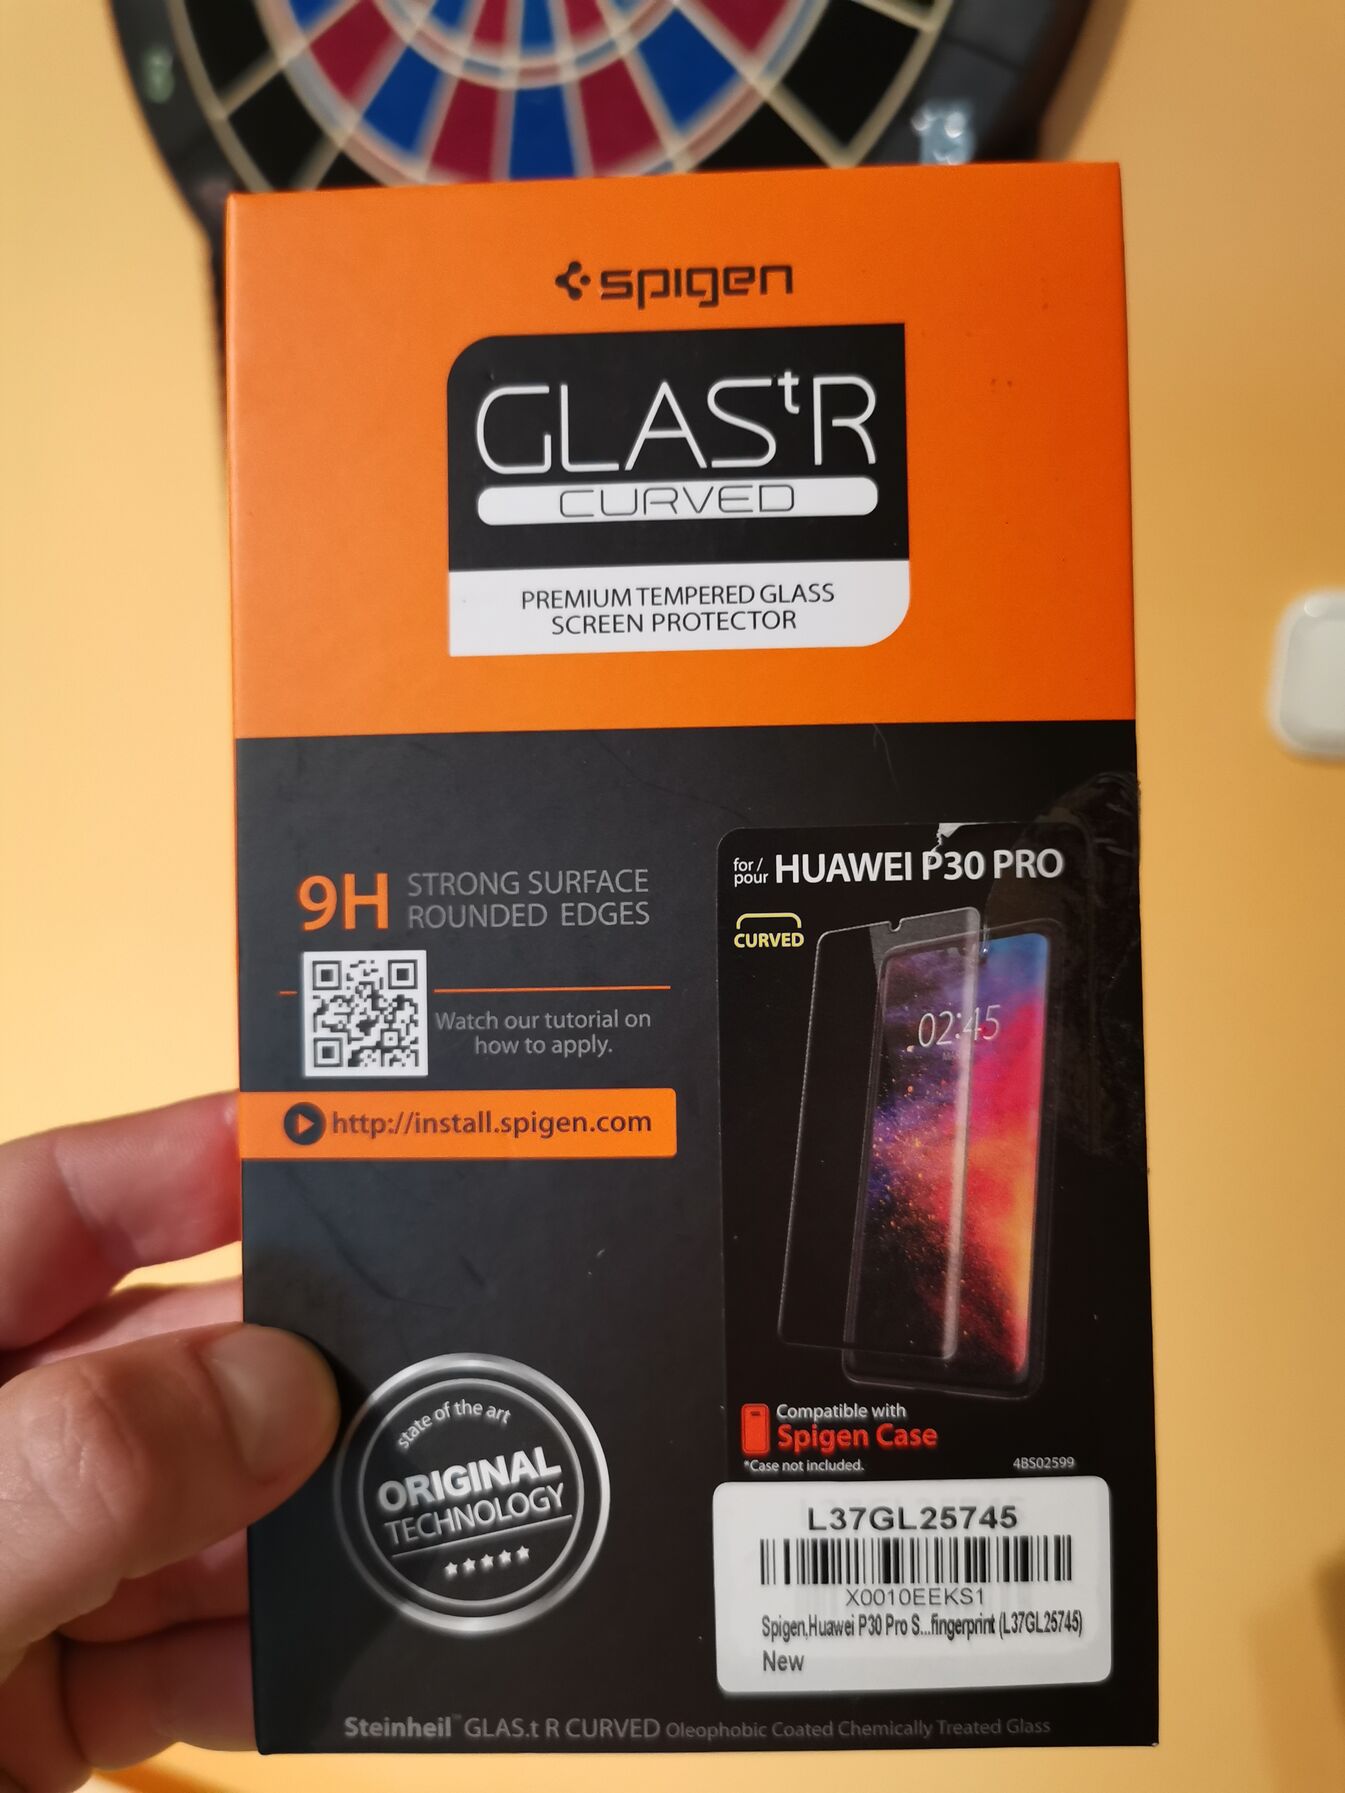 spigen
GLAStR
CURVED
PREMIUM TEMPERED GLASS
SCREEN PROTECTOR
9H STRONG SURFACE
ROUNDED EDGES
Watch our tutorial on
how to apply.
http://install.spigen.com
for / pour HUAWEI P30 PRO
CURVED
02:45
Compatible with
Spigen Case
*Case not included.
4BS02599
state of the art
ORIGINAL
TECHNOLOGY
L37GL25745
X0010EEKS1
Spigen,Huawei P30 Pro S...fingerprint (L37GL25745)
New
Steinheil™ GLAS.t R CURVED Oleophobic Coated Chemically Treated Glass